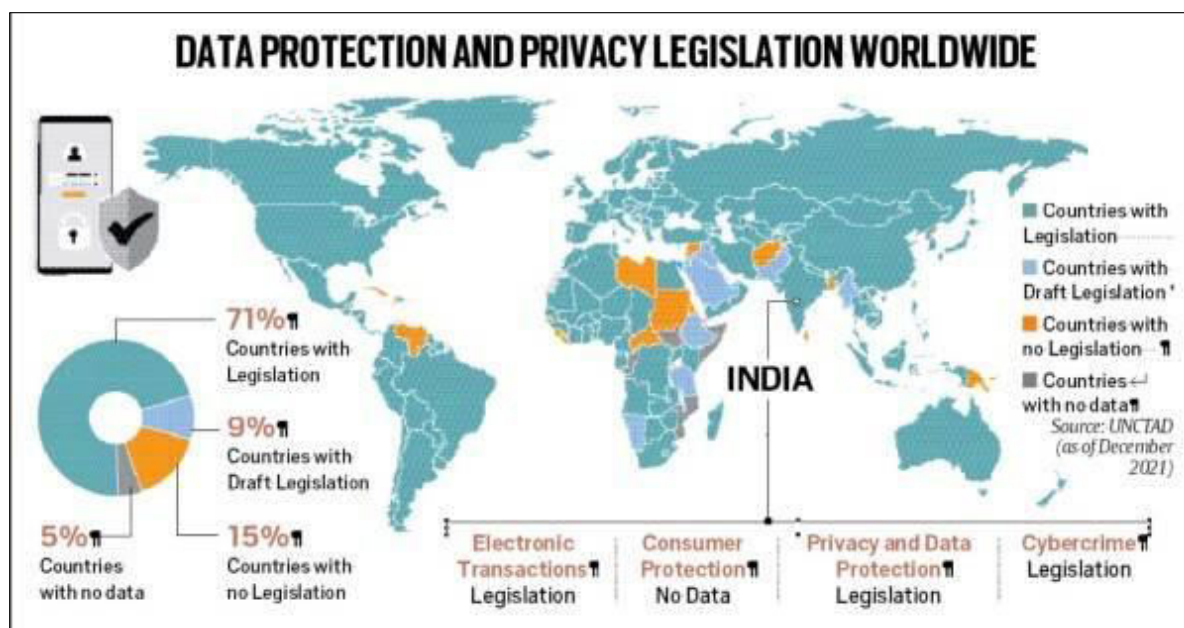 DATA PROTECTION AND PRIVACY LEGISLATION WORLDWIDE
Countries with
Legislation
Countries with
Draft Legislation
Countries with
no Legislation ¶
Countries ↵
with no data¶
Source: UNCTAD
(as of December
2021)
71%¶
Countries with
Legislation
9%¶
Countries with
Draft Legislation
15%¶
Countries with
no Legislation
5%¶
Countries
with no data
INDIA
Electronic
Transactions¶
Legislation
Consumer
Protection¶
No Data
Privacy and Data
Protection¶
Legislation
Cybercrime¶
Legislation